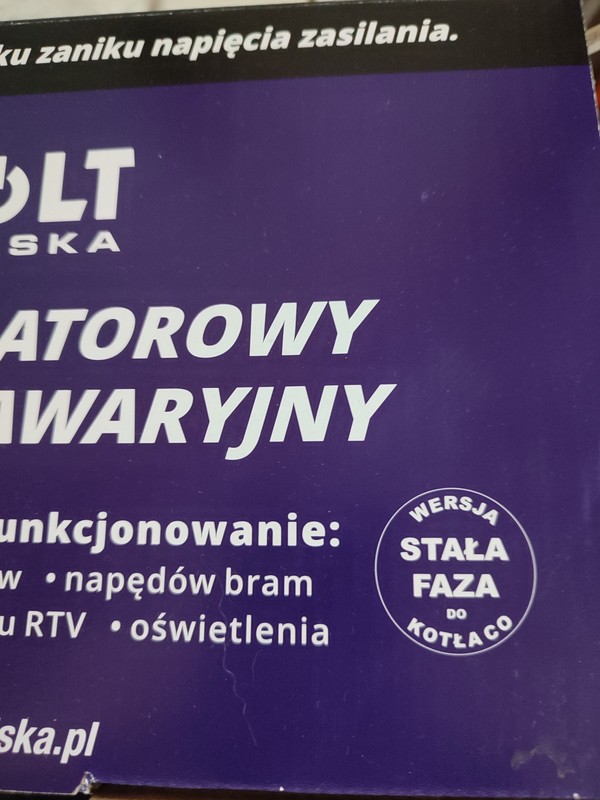 ku zaniku napięcia zasilania.
OLT
SKA
ATOROWY
AWARYJNY
unkcjonowanie:
w • napędów bram
u RTV • oświetlenia
WERSJA
STAŁA
FAZA
DO
KOTŁA CO
ska.pl